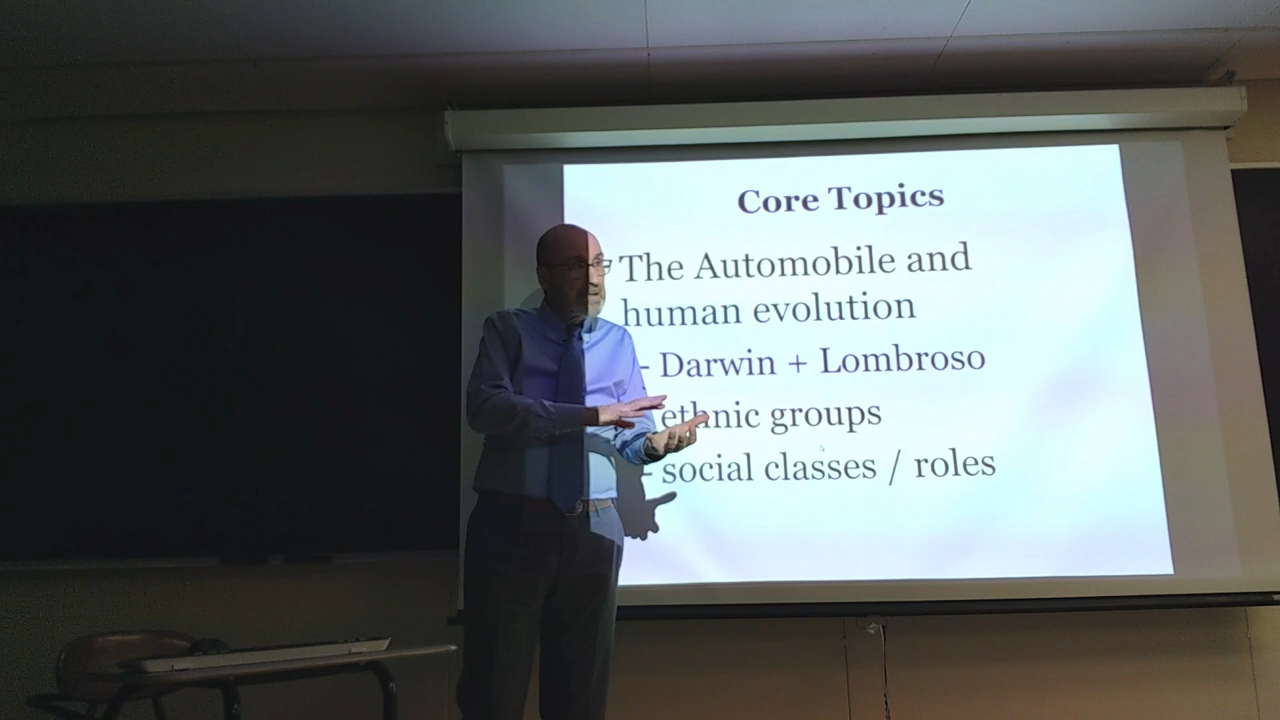 Core Topics
The Automobile and
human evolution
- Darwin + Lombroso
ethnic groups
- social classes / roles